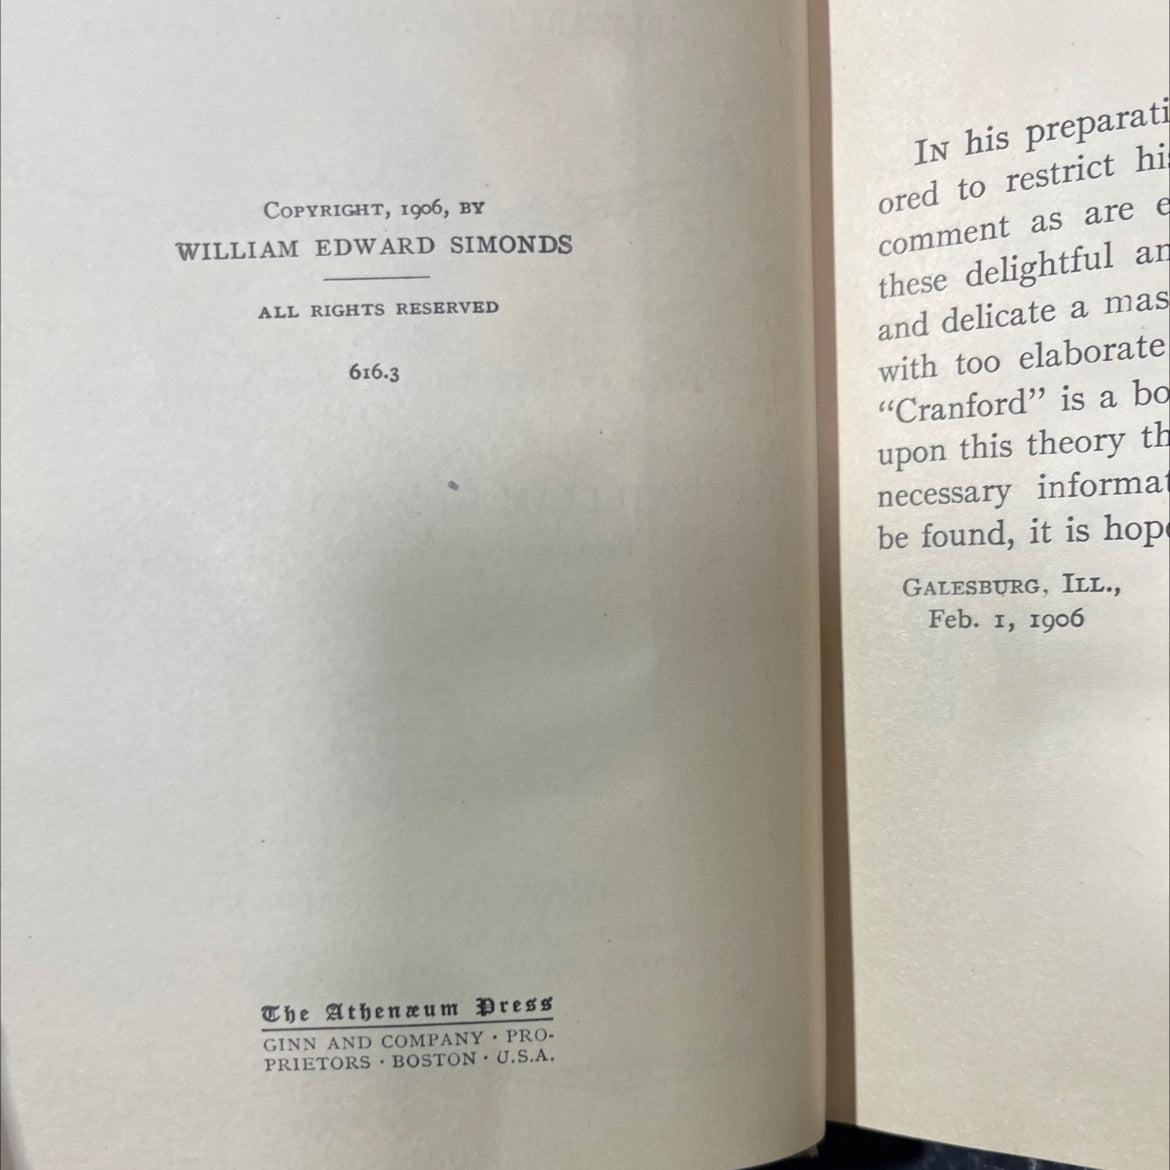 Copyright, 1906, by
WILLIAM EDWARD SIMONDS
ALL RIGHTS RESERVED
616.3
The Athenæum Press
GINN AND COMPANY · PRO-
PRIETORS · BOSTON · U.S.A.
In his preparati
ored to restrict his
comment as are e
these delightful an
and delicate a mas
with too elaborate
“Cranford” is a bo
upon this theory th
necessary informat
be found, it is hope
Galesburg, Ill.,
Feb. 1, 1906